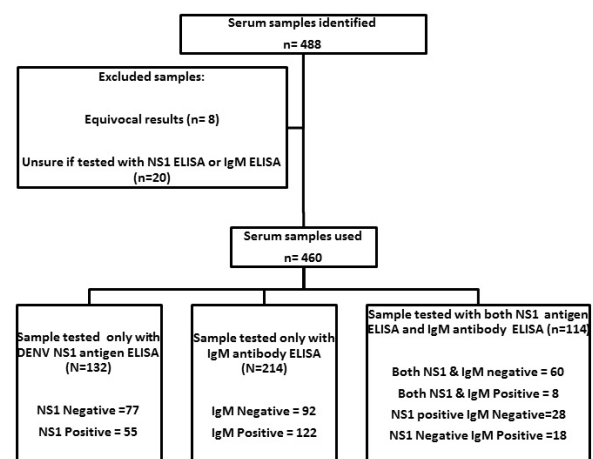 Serum samples identified
n= 488
Excluded samples:
Equivocal results (n= 8)
Unsure if tested with NS1 ELISA or IgM ELISA
(n=20)
Serum samples used
n= 460
Sample tested only with
DENV NS1 antigen ELISA
(N=132)
NS1 Negative =77
NS1 Positive = 55
Sample tested only with
IgM antibody ELISA
(N=214)
IgM Negative = 92
IgM Positive = 122
Sample tested with both NS1 antigen
ELISA and IgM antibody ELISA (n=114)
Both NS1 & IgM negative = 60
Both NS1 & IgM Positive = 8
NS1 positive IgM Negative=28
NS1 Negative IgM Positive =18